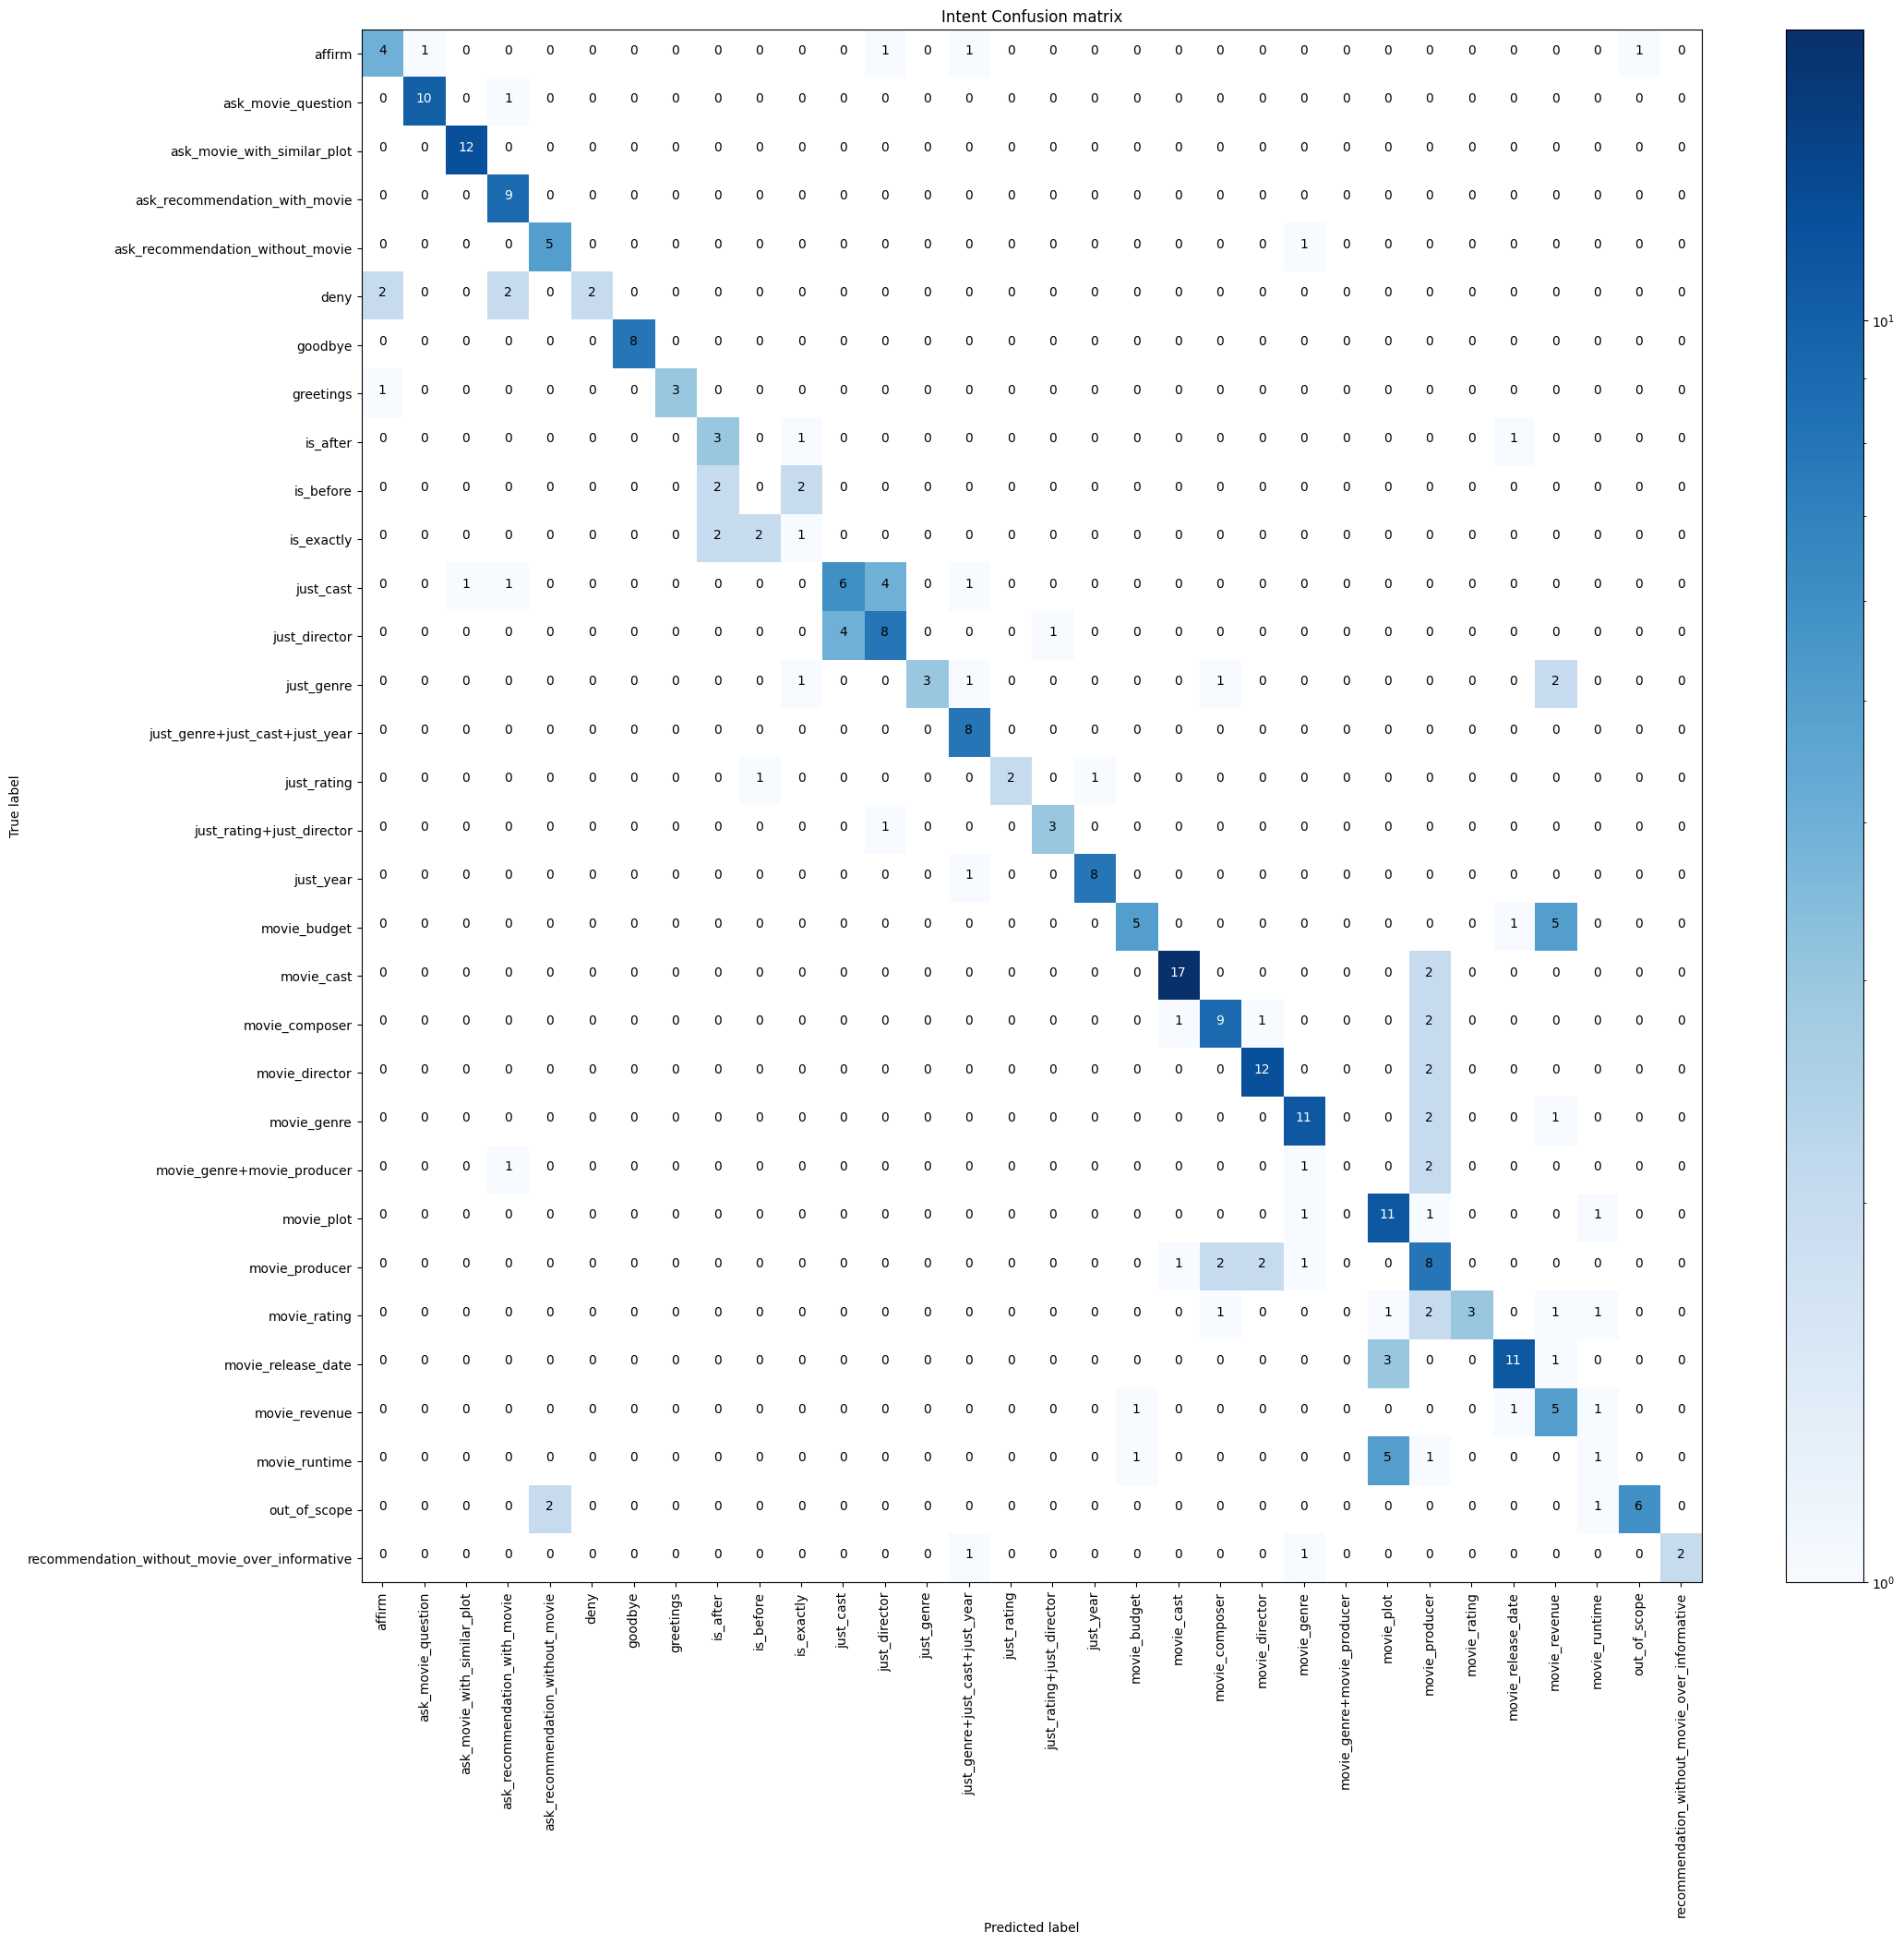 Intent Confusion matrix
affirm 4 1 0 0 0 0 0 0 0 0 0 0 1 0 1 0 0 0 0 0 0 0 0 0 0 0 0 0 0 0 1 0
ask_movie_question 0 10 0 1 0 0 0 0 0 0 0 0 0 0 0 0 0 0 0 0 0 0 0 0 0 0 0 0 0 0 0 0
ask_movie_with_similar_plot 0 0 12 0 0 0 0 0 0 0 0 0 0 0 0 0 0 0 0 0 0 0 0 0 0 0 0 0 0 0 0 0
ask_recommendation_with_movie 0 0 0 9 0 0 0 0 0 0 0 0 0 0 0 0 0 0 0 0 0 0 0 0 0 0 0 0 0 0 0 0
ask_recommendation_without_movie 0 0 0 0 5 0 0 0 0 0 0 0 0 0 0 0 0 0 0 0 0 0 1 0 0 0 0 0 0 0 0 0
deny 2 0 0 2 0 2 0 0 0 0 0 0 0 0 0 0 0 0 0 0 0 0 0 0 0 0 0 0 0 0 0 0
goodbye 0 0 0 0 0 0 8 0 0 0 0 0 0 0 0 0 0 0 0 0 0 0 0 0 0 0 0 0 0 0 0 0
greetings 1 0 0 0 0 0 0 3 0 0 0 0 0 0 0 0 0 0 0 0 0 0 0 0 0 0 0 0 0 0 0 0
is_after 0 0 0 0 0 0 0 0 3 0 1 0 0 0 0 0 0 0 0 0 0 0 0 0 0 0 0 1 0 0 0 0
is_before 0 0 0 0 0 0 0 0 2 0 2 0 0 0 0 0 0 0 0 0 0 0 0 0 0 0 0 0 0 0 0 0
is_exactly 0 0 0 0 0 0 0 0 2 2 1 0 0 0 0 0 0 0 0 0 0 0 0 0 0 0 0 0 0 0 0 0
just_cast 0 0 1 1 0 0 0 0 0 0 0 6 4 0 1 0 0 0 0 0 0 0 0 0 0 0 0 0 0 0 0 0
just_director 0 0 0 0 0 0 0 0 0 0 0 4 8 0 0 0 1 0 0 0 0 0 0 0 0 0 0 0 0 0 0 0
just_genre 0 0 0 0 0 0 0 0 0 0 1 0 0 3 1 0 0 0 0 0 1 0 0 0 0 0 0 0 2 0 0 0
just_genre+just_cast+just_year 0 0 0 0 0 0 0 0 0 0 0 0 0 0 8 0 0 0 0 0 0 0 0 0 0 0 0 0 0 0 0 0
just_rating 0 0 0 0 0 0 0 0 0 1 0 0 0 0 0 2 0 1 0 0 0 0 0 0 0 0 0 0 0 0 0 0
just_rating+just_director 0 0 0 0 0 0 0 0 0 0 0 0 1 0 0 0 3 0 0 0 0 0 0 0 0 0 0 0 0 0 0 0
just_year 0 0 0 0 0 0 0 0 0 0 0 0 0 0 1 0 0 8 0 0 0 0 0 0 0 0 0 0 0 0 0 0
movie_budget 0 0 0 0 0 0 0 0 0 0 0 0 0 0 0 0 0 0 5 0 0 0 0 0 0 0 0 1 5 0 0 0
movie_cast 0 0 0 0 0 0 0 0 0 0 0 0 0 0 0 0 0 0 0 17 0 0 0 0 0 2 0 0 0 0 0 0
movie_composer 0 0 0 0 0 0 0 0 0 0 0 0 0 0 0 0 0 0 0 1 9 1 0 0 0 2 0 0 0 0 0 0
movie_director 0 0 0 0 0 0 0 0 0 0 0 0 0 0 0 0 0 0 0 0 0 12 0 0 0 2 0 0 0 0 0 0
movie_genre 0 0 0 0 0 0 0 0 0 0 0 0 0 0 0 0 0 0 0 0 0 0 11 0 0 2 0 0 1 0 0 0
movie_genre+movie_producer 0 0 0 1 0 0 0 0 0 0 0 0 0 0 0 0 0 0 0 0 0 0 1 0 0 2 0 0 0 0 0 0
movie_plot 0 0 0 0 0 0 0 0 0 0 0 0 0 0 0 0 0 0 0 0 0 0 1 0 11 1 0 0 0 1 0 0
movie_producer 0 0 0 0 0 0 0 0 0 0 0 0 0 0 0 0 0 0 0 1 2 2 1 0 0 8 0 0 0 0 0 0
movie_rating 0 0 0 0 0 0 0 0 0 0 0 0 0 0 0 0 0 0 0 0 1 0 0 0 1 2 3 0 1 1 0 0
movie_release_date 0 0 0 0 0 0 0 0 0 0 0 0 0 0 0 0 0 0 0 0 0 0 0 0 3 0 0 11 1 0 0 0
movie_revenue 0 0 0 0 0 0 0 0 0 0 0 0 0 0 0 0 0 0 1 0 0 0 0 0 0 0 0 1 5 1 0 0
movie_runtime 0 0 0 0 0 0 0 0 0 0 0 0 0 0 0 0 0 0 1 0 0 0 0 0 5 1 0 0 0 1 0 0
out_of_scope 0 0 0 0 2 0 0 0 0 0 0 0 0 0 0 0 0 0 0 0 0 0 0 0 0 0 0 0 0 1 6 0
recommendation_without_movie_over_informative 0 0 0 0 0 0 0 0 0 0 0 0 0 0 1 0 0 0 0 0 0 0 1 0 0 0 0 0 0 0 0 2
True label
affirm
ask_movie_question
ask_movie_with_similar_plot
ask_recommendation_with_movie
ask_recommendation_without_movie
deny
goodbye
greetings
is_after
is_before
is_exactly
just_cast
just_director
just_genre
just_genre+just_cast+just_year
just_rating
just_rating+just_director
just_year
movie_budget
movie_cast
movie_composer
movie_director
movie_genre
movie_genre+movie_producer
movie_plot
movie_producer
movie_rating
movie_release_date
movie_revenue
movie_runtime
out_of_scope
recommendation_without_movie_over_informative
Predicted label
10¹
10⁰